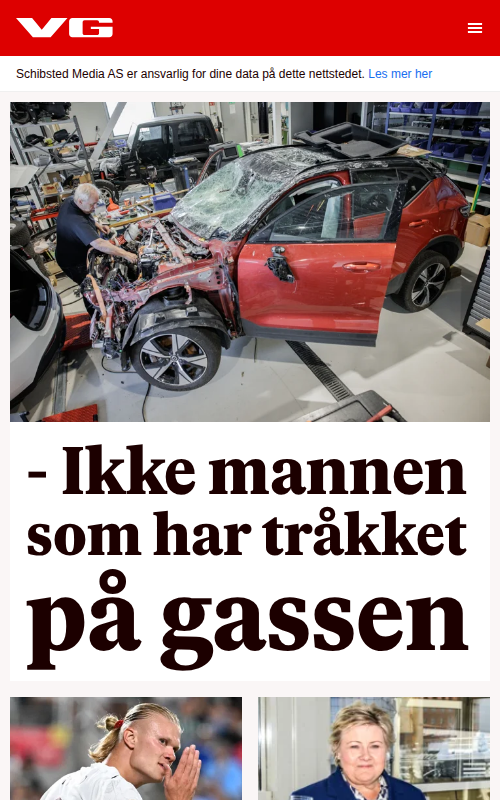 VG
Schibsted Media AS er ansvarlig for dine data på dette nettstedet. Les mer her
- Ikke mannen
som har tråkket
på gassen